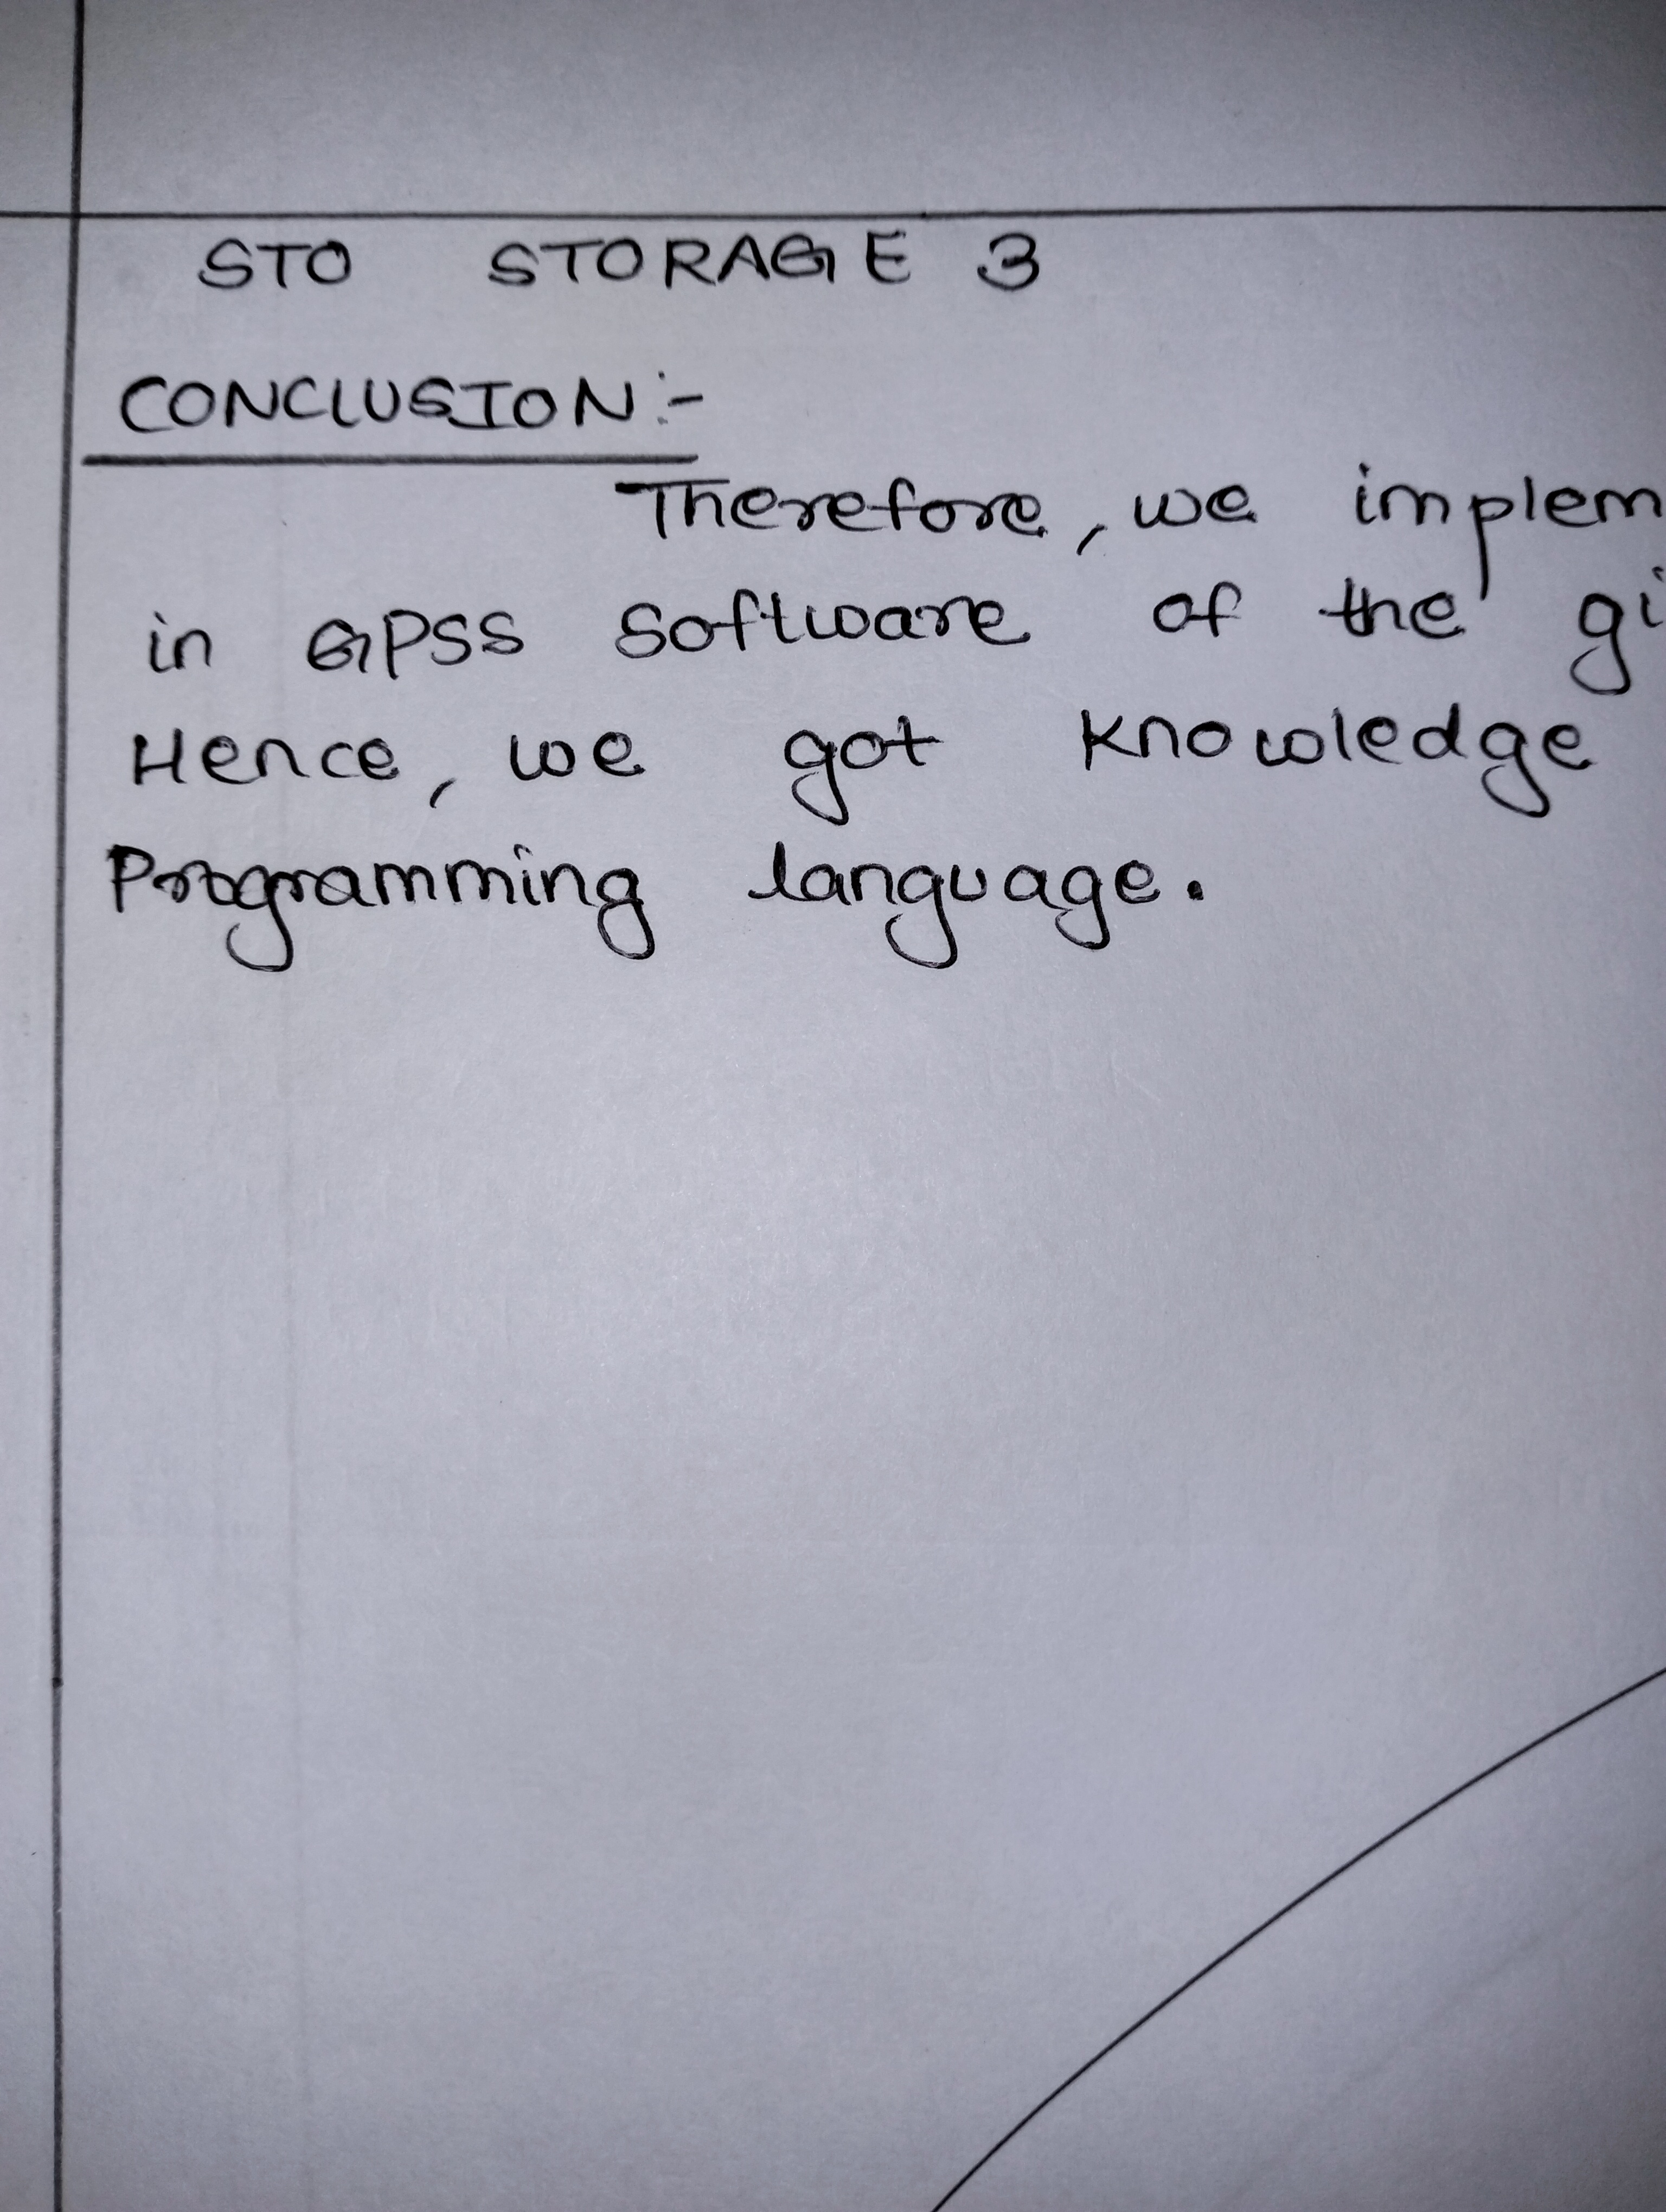 STO STORAGE 3
CONCLUSION:-
Therefore, we implem
in GPSS Software of the gi
Hence, we got Knowledge
Programming language.